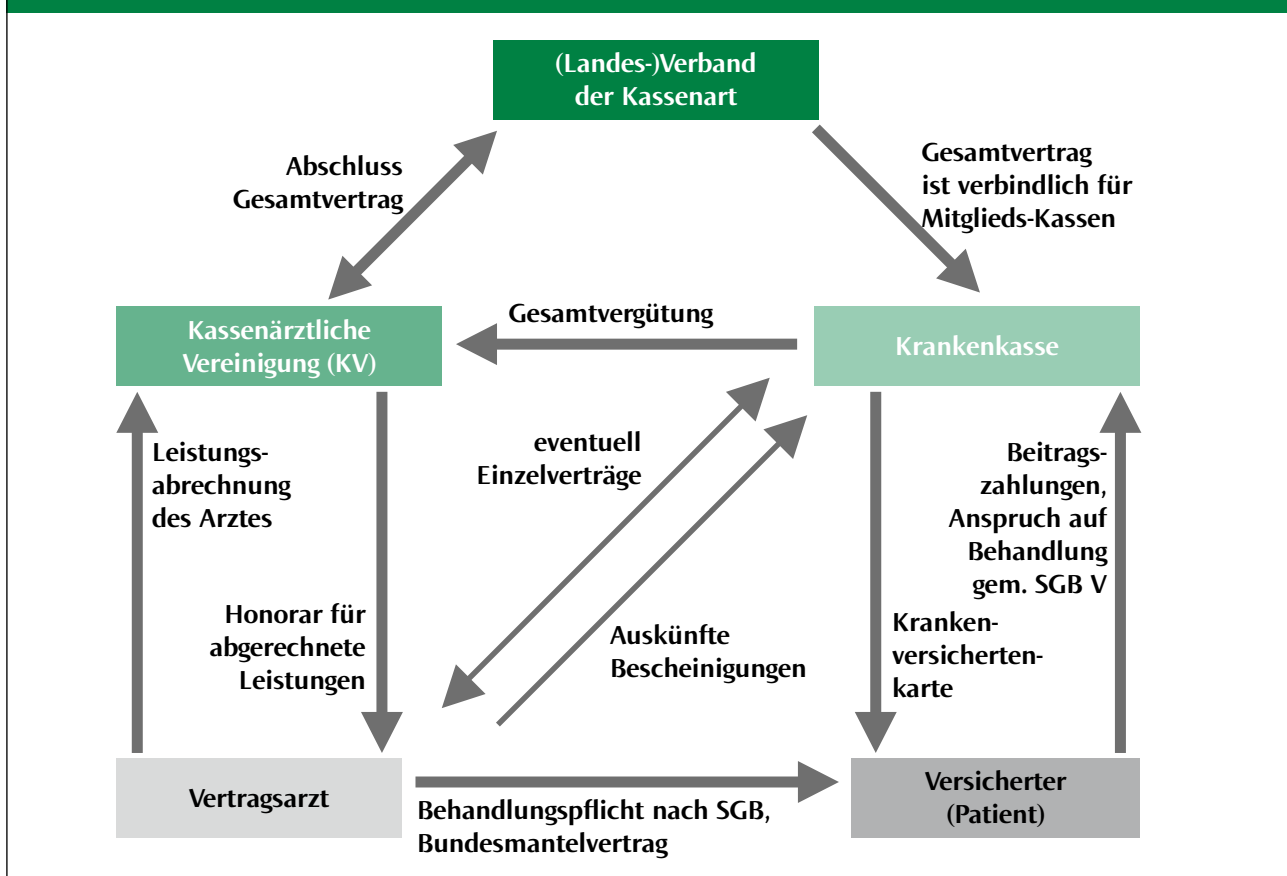 (Landes-)Verband
der Kassenart
Abschluss
Gesamtvertrag
Gesamtvertrag
ist verbindlich für
Mitglieds-Kassen
Kassenärztliche
Vereinigung (KV)
Gesamtvergütung
Krankenkasse
Leistungs-
abrechnung
des Arztes
eventuell
Einzelverträge
Beitrags-
zahlungen,
Anspruch auf
Behandlung
gem. SGB V
Honorar für
abgerechnete
Leistungen
Auskünfte
Bescheinigungen
Kranken-
versicherten-
karte
Vertragsarzt
Behandlungspflicht nach SGB,
Bundesmantelvertrag
Versicherter
(Patient)